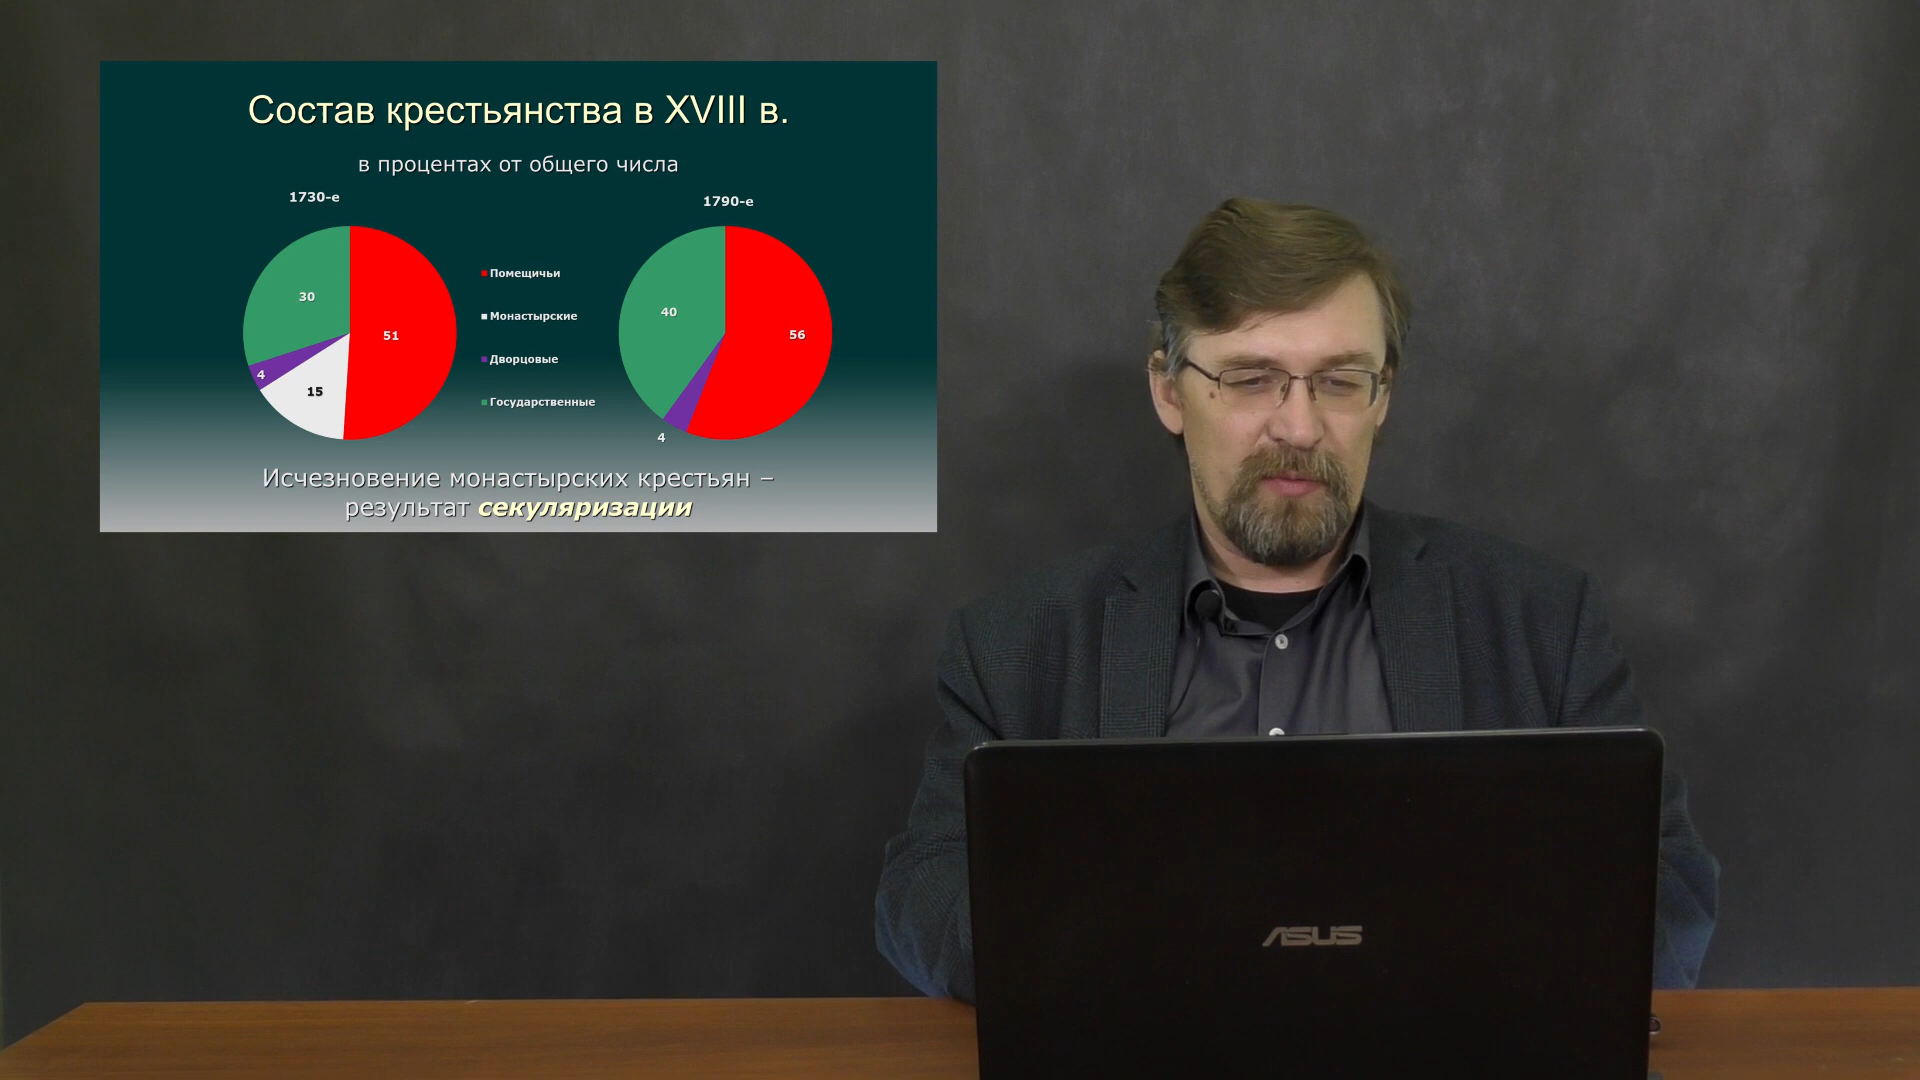 Состав крестьянства в XVIII в.
в процентах от общего числа
1730-е
1790-е
30
51
4
15
Помещичьи
Монастырские
Дворцовые
Государственные
40
56
4
Исчезновение монастырских крестьян –
результат секуляризации
ASUS